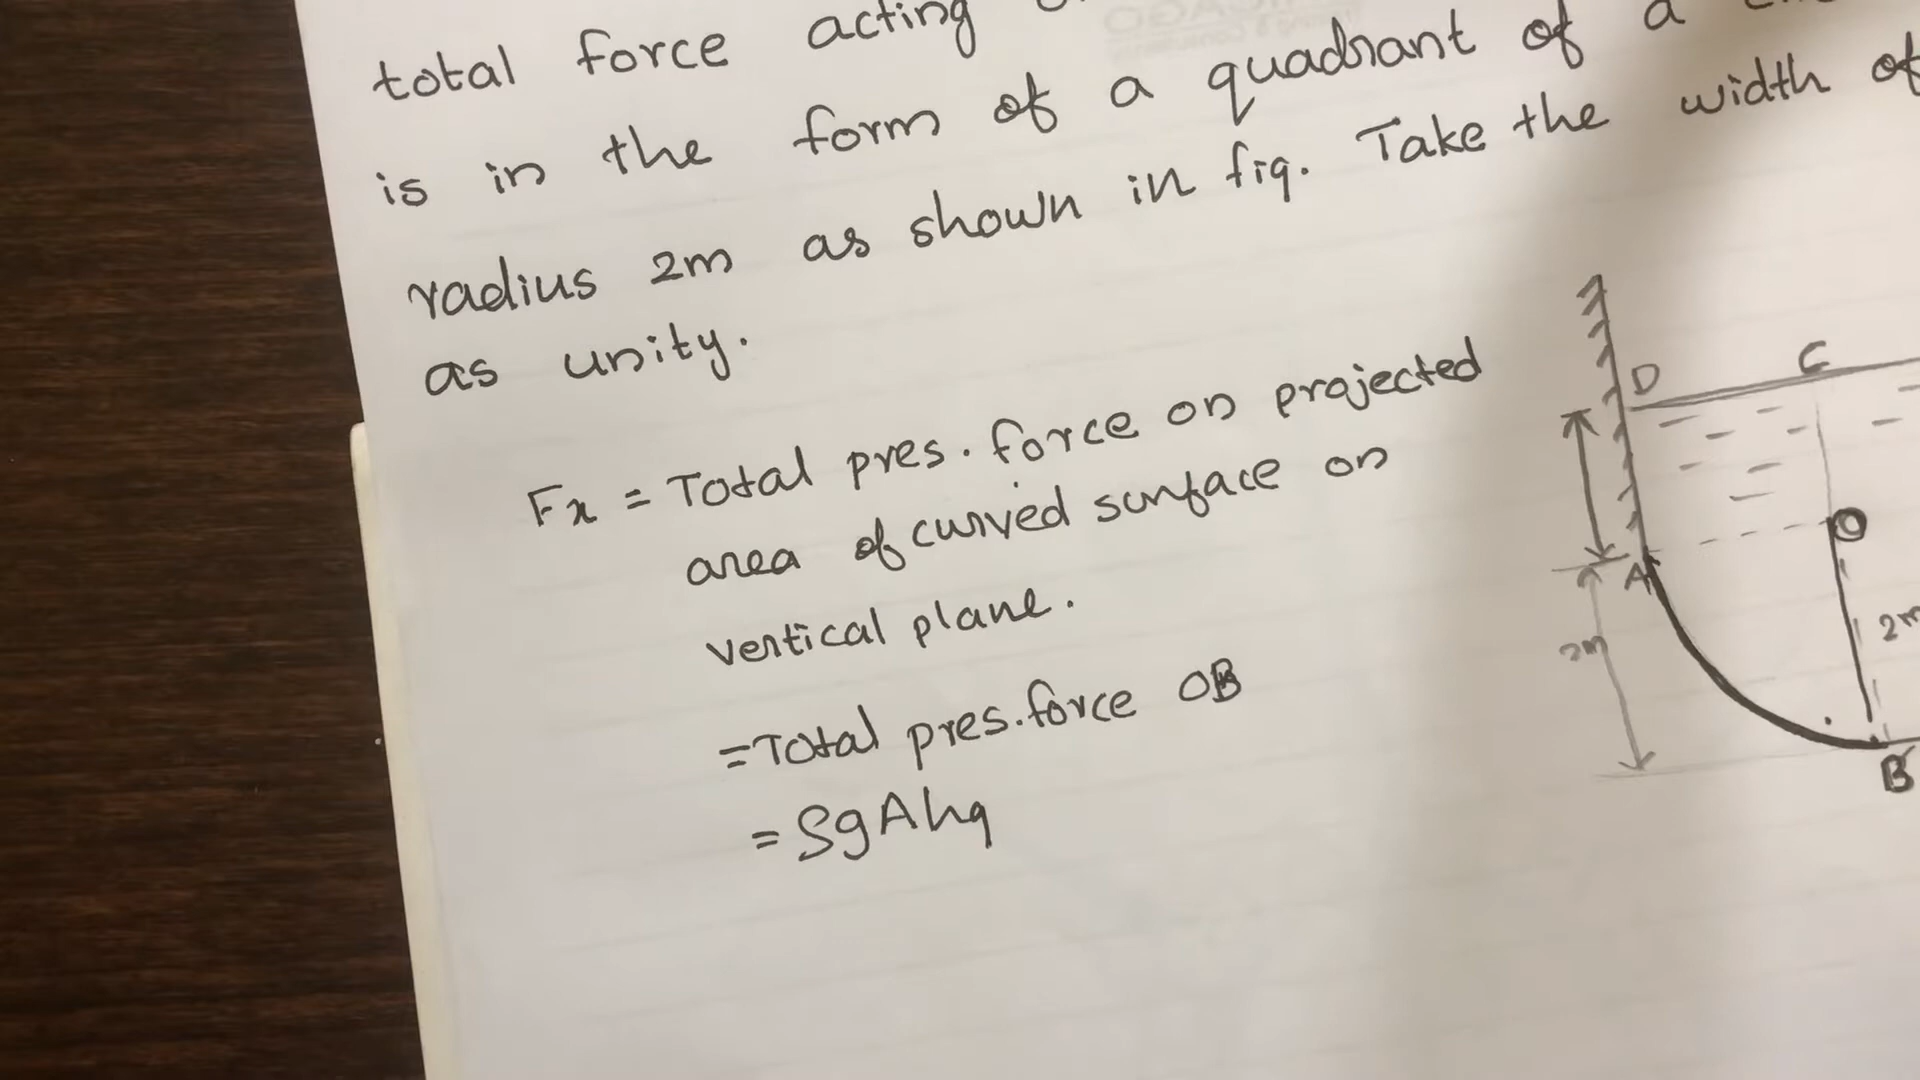 total force acting
is in the form of a quadrant of a
radius 2m as shown in fig. Take the width of
as unity.
Fx = Total pres. force on projected
area of curved surface on
vertical plane.
= Total pres. force OB
= SgAhg
D C
O
A
2m
2m
B